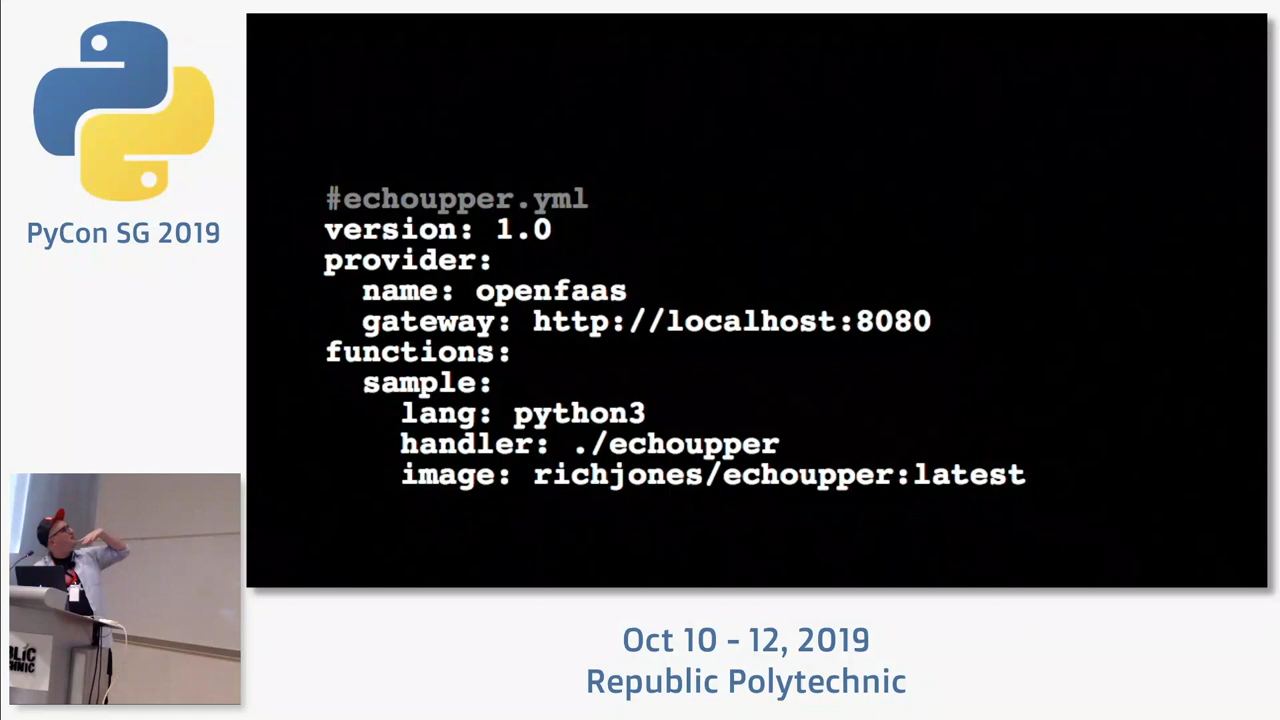 PyCon SG 2019
#echoupper.yml
version: 1.0
provider:
  name: openfaas
  gateway: http://localhost:8080
functions:
  sample:
    lang: python3
    handler: ./echoupper
    image: richjones/echoupper:latest
Oct 10 - 12, 2019
Republic Polytechnic